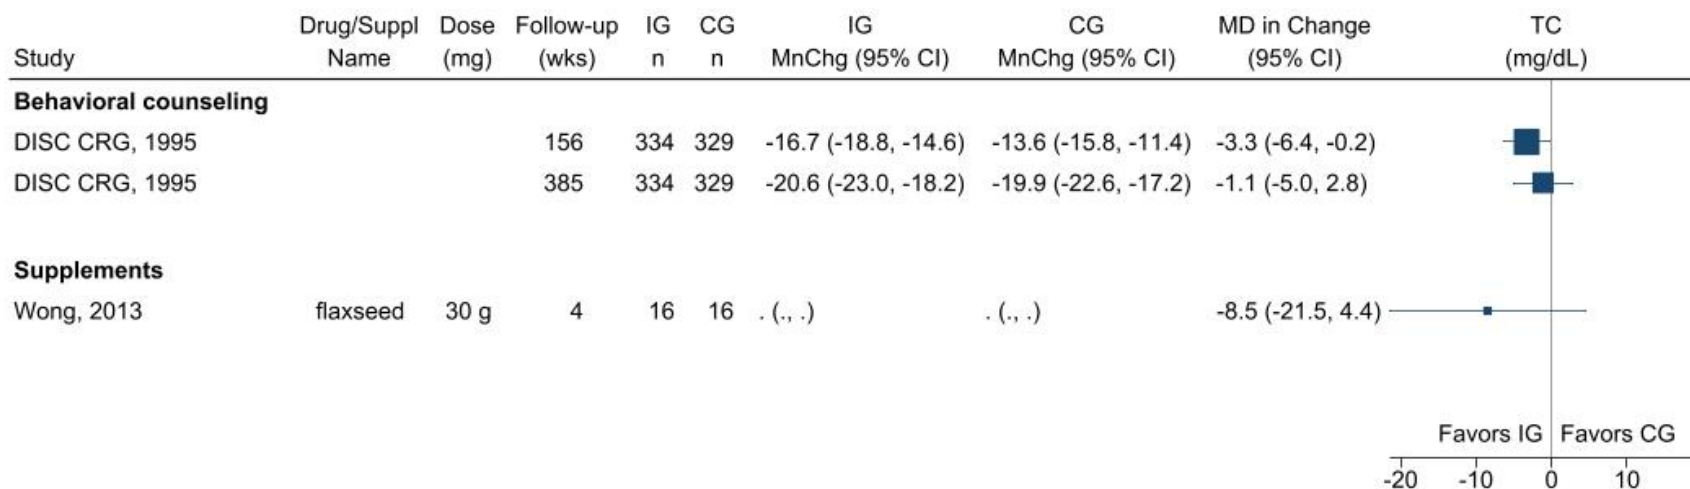 Drug/Suppl Dose Follow-up IG CG IG CG MD in Change TC
Study Name (mg) (wks) n n MnChg (95% CI) MnChg (95% CI) (95% CI) (mg/dL)
Behavioral counseling
DISC CRG, 1995 156 334 329 -16.7 (-18.8, -14.6) -13.6 (-15.8, -11.4) -3.3 (-6.4, -0.2)
DISC CRG, 1995 385 334 329 -20.6 (-23.0, -18.2) -19.9 (-22.6, -17.2) -1.1 (-5.0, 2.8)
Supplements
Wong, 2013 flaxseed 30 g 4 16 16 . (., .) . (., .) -8.5 (-21.5, 4.4)
Favors IG Favors CG
-20 -10 0 10